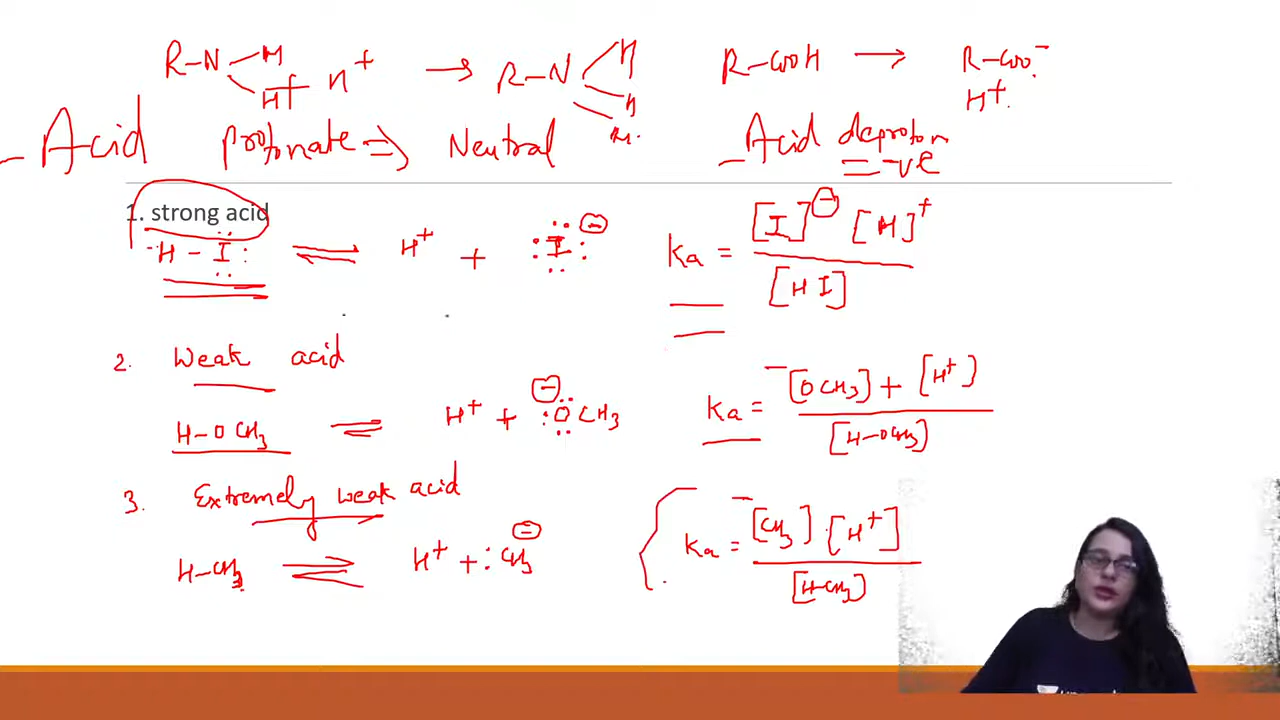 R-N H H + H+ → R-N H H H R-COOH → R-COO- H+
- Acid protonate ⇒ Neutral - Acid deproton = -ve
1. strong acid
H - I ⇌ H+ + I⊖ Ka = [I]⊖ [H]+ / [HI]
2. Weak acid
H-OCH3 ⇌ H+ + ⊖OCH3 Ka = -[OCH3] + [H+] / [H-OCH3]
3. Extremely weak acid
H-CH3 ⇌ H+ + :CH3⊖ Ka = -[CH3] [H+] / [H-CH3]